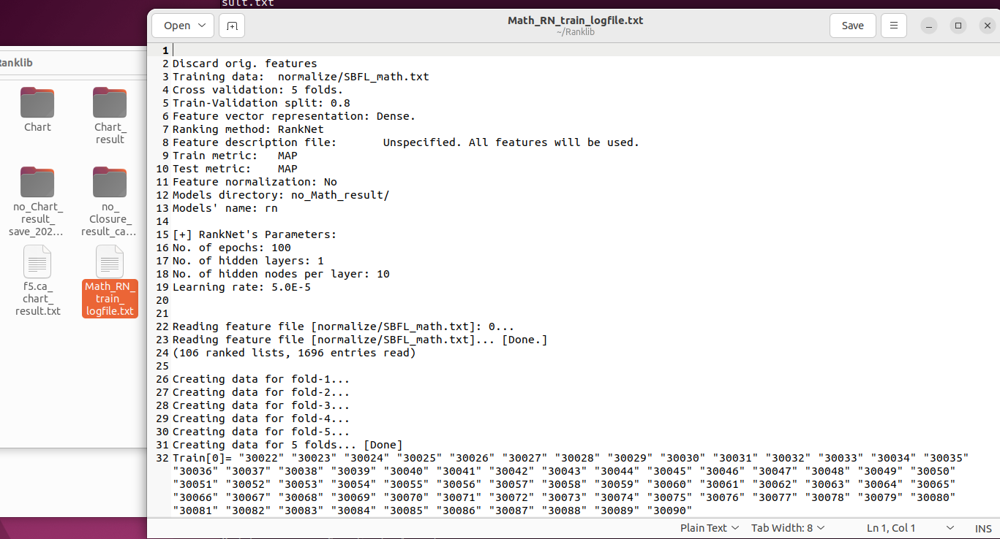 sult.txt
Open
Math_RN_train_logfile.txt
~/Ranklib
Save
Ranklib
Chart
Chart_
result
no_Chart_
result_
save_202...
no_
Closure_
result_ca...
f5.ca_
chart_
result.txt
Math_RN_
train_
logfile.txt
1
2 Discard orig. features
3 Training data:  normalize/SBFL_math.txt
4 Cross validation: 5 folds.
5 Train-Validation split: 0.8
6 Feature vector representation: Dense.
7 Ranking method: RankNet
8 Feature description file:       Unspecified. All features will be used.
9 Train metric:   MAP
10 Test metric:    MAP
11 Feature normalization: No
12 Models directory: no_Math_result/
13 Models' name: rn
14
15 [+] RankNet's Parameters:
16 No. of epochs: 100
17 No. of hidden layers: 1
18 No. of hidden nodes per layer: 10
19 Learning rate: 5.0E-5
20
21
22 Reading feature file [normalize/SBFL_math.txt]: 0...
23 Reading feature file [normalize/SBFL_math.txt]... [Done.]
24 (106 ranked lists, 1696 entries read)
25
26 Creating data for fold-1...
27 Creating data for fold-2...
28 Creating data for fold-3...
29 Creating data for fold-4...
30 Creating data for fold-5...
31 Creating data for 5 folds... [Done]
32 Train[0]= "30022" "30023" "30024" "30025" "30026" "30027" "30028" "30029" "30030" "30031" "30032" "30033" "30034" "30035"
"30036" "30037" "30038" "30039" "30040" "30041" "30042" "30043" "30044" "30045" "30046" "30047" "30048" "30049" "30050"
"30051" "30052" "30053" "30054" "30055" "30056" "30057" "30058" "30059" "30060" "30061" "30062" "30063" "30064" "30065"
"30066" "30067" "30068" "30069" "30070" "30071" "30072" "30073" "30074" "30075" "30076" "30077" "30078" "30079" "30080"
"30081" "30082" "30083" "30084" "30085" "30086" "30087" "30088" "30089" "30090"
Plain Text
Tab Width: 8
Ln 1, Col 1
INS